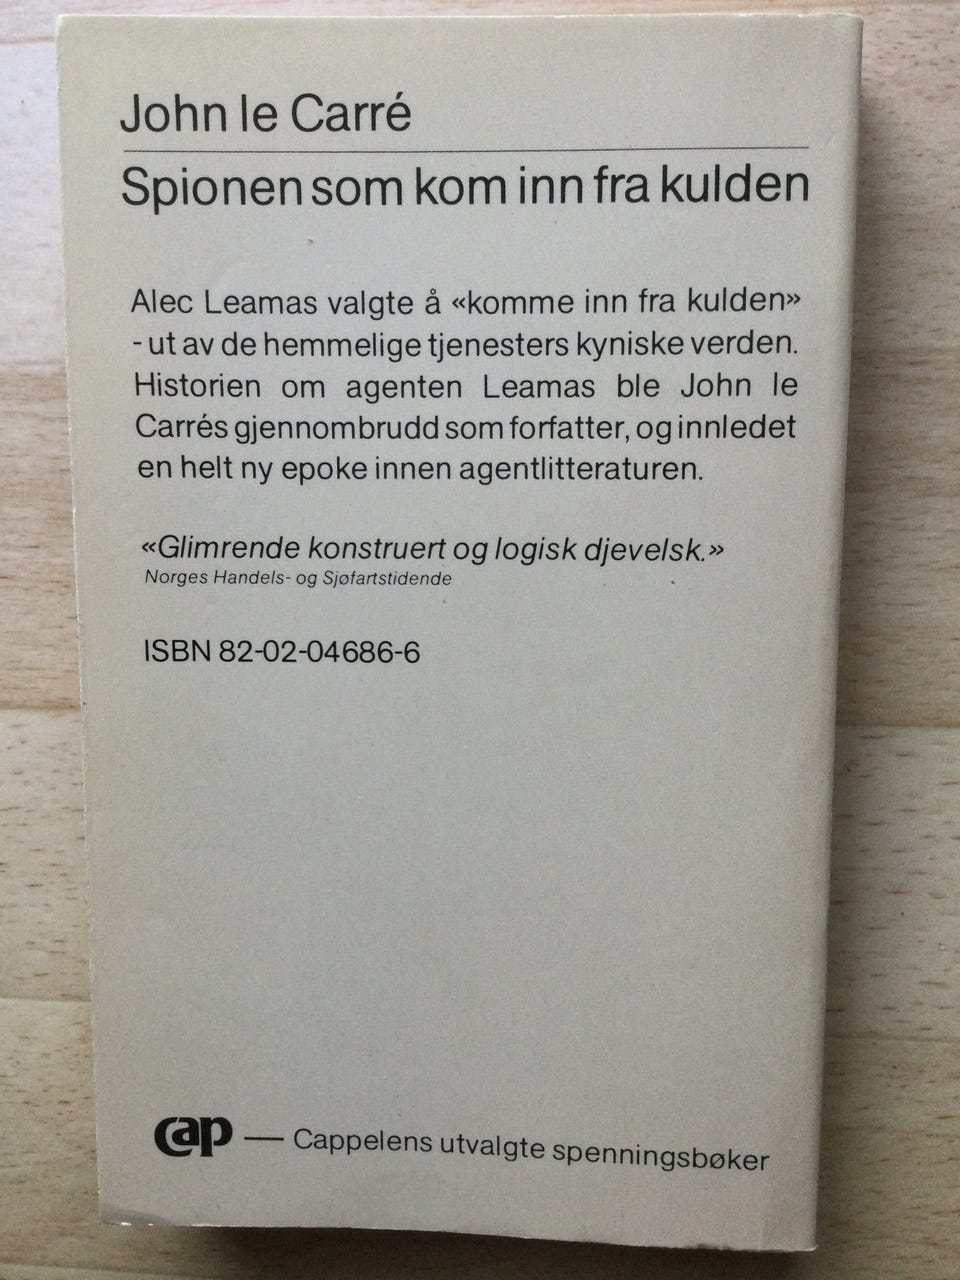 John le Carré
Spionen som kom inn fra kulden
Alec Leamas valgte å «komme inn fra kulden»
- ut av de hemmelige tjenesters kyniske verden.
Historien om agenten Leamas ble John le
Carrés gjennombrudd som forfatter, og innledet
en helt ny epoke innen agentlitteraturen.
«Glimrende konstruert og logisk djevelsk.»
Norges Handels- og Sjøfartstidende
ISBN 82-02-04686-6
cap — Cappelens utvalgte spenningsbøker